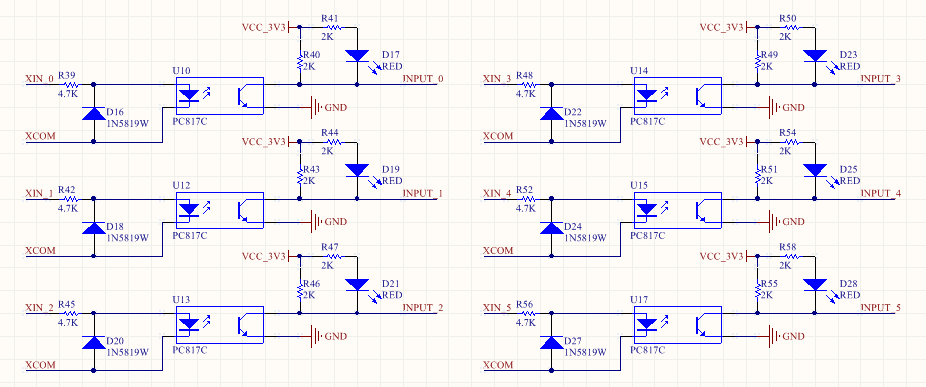 R41
VCC_3V3
2K
R40
2K
D17
RED
XIN_0
R39
4.7K
U10
INPUT_0
D16
1N5819W
GND
PC817C
XCOM
R44
VCC_3V3
2K
R43
2K
D19
RED
XIN_1
R42
4.7K
U12
INPUT_1
D18
1N5819W
GND
PC817C
XCOM
R47
VCC_3V3
2K
R46
2K
D21
RED
XIN_2
R45
4.7K
U13
INPUT_2
D20
1N5819W
GND
PC817C
XCOM
R50
VCC_3V3
2K
R49
2K
D23
RED
XIN_3
R48
4.7K
U14
INPUT_3
D22
1N5819W
GND
PC817C
XCOM
R54
VCC_3V3
2K
R51
2K
D25
RED
XIN_4
R52
4.7K
U15
INPUT_4
D24
1N5819W
GND
PC817C
XCOM
R58
VCC_3V3
2K
R55
2K
D28
RED
XIN_5
R56
4.7K
U17
INPUT_5
D27
1N5819W
GND
PC817C
XCOM